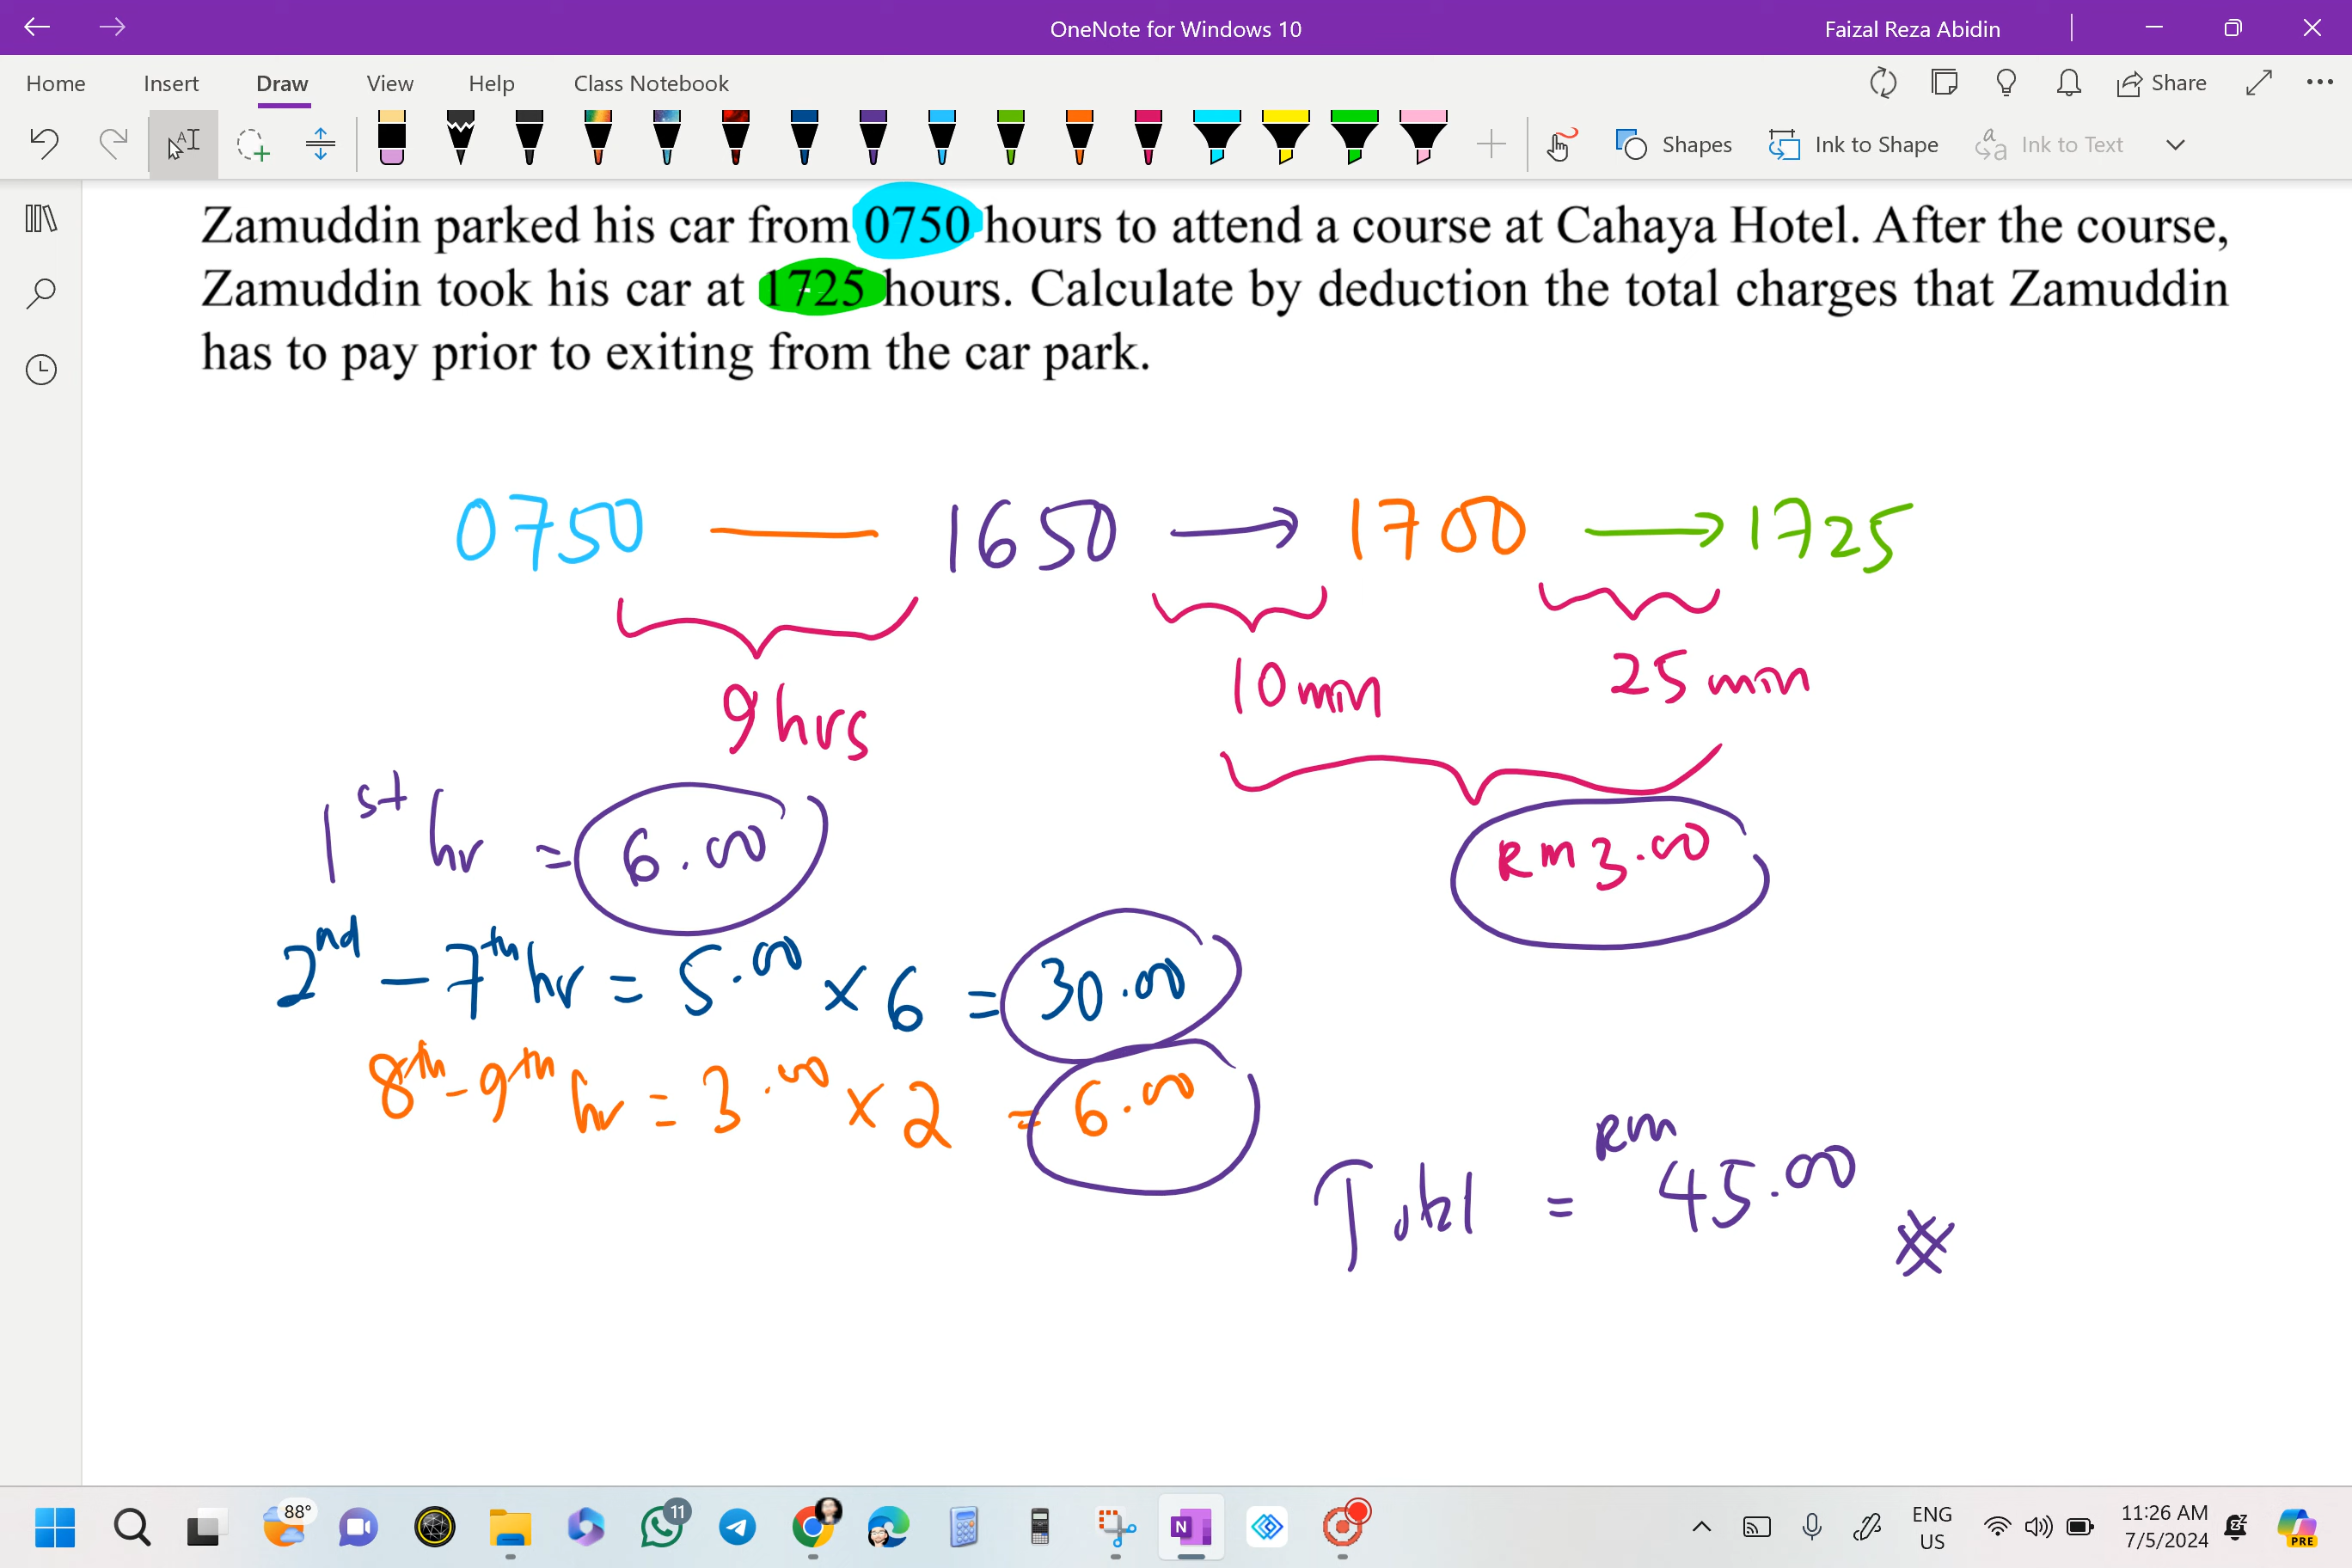 OneNote for Windows 10
Faizal Reza Abidin
Home Insert Draw View Help Class Notebook Share
Shapes Ink to Shape Ink to Text
Zamuddin parked his car from 0750 hours to attend a course at Cahaya Hotel. After the course,
Zamuddin took his car at 1725 hours. Calculate by deduction the total charges that Zamuddin
has to pay prior to exiting from the car park.
0750 — 1650 → 1700 → 1725
9 hrs 10 min 25 min
1st hr = 6.00
RM 3.00
2nd - 7th hr = 5.00 × 6 = 30.00
8th - 9th hr = 3.00 × 2 = 6.00
Total = RM 45.00
88° 11 N PRE
ENG
US
11:26 AM
7/5/2024